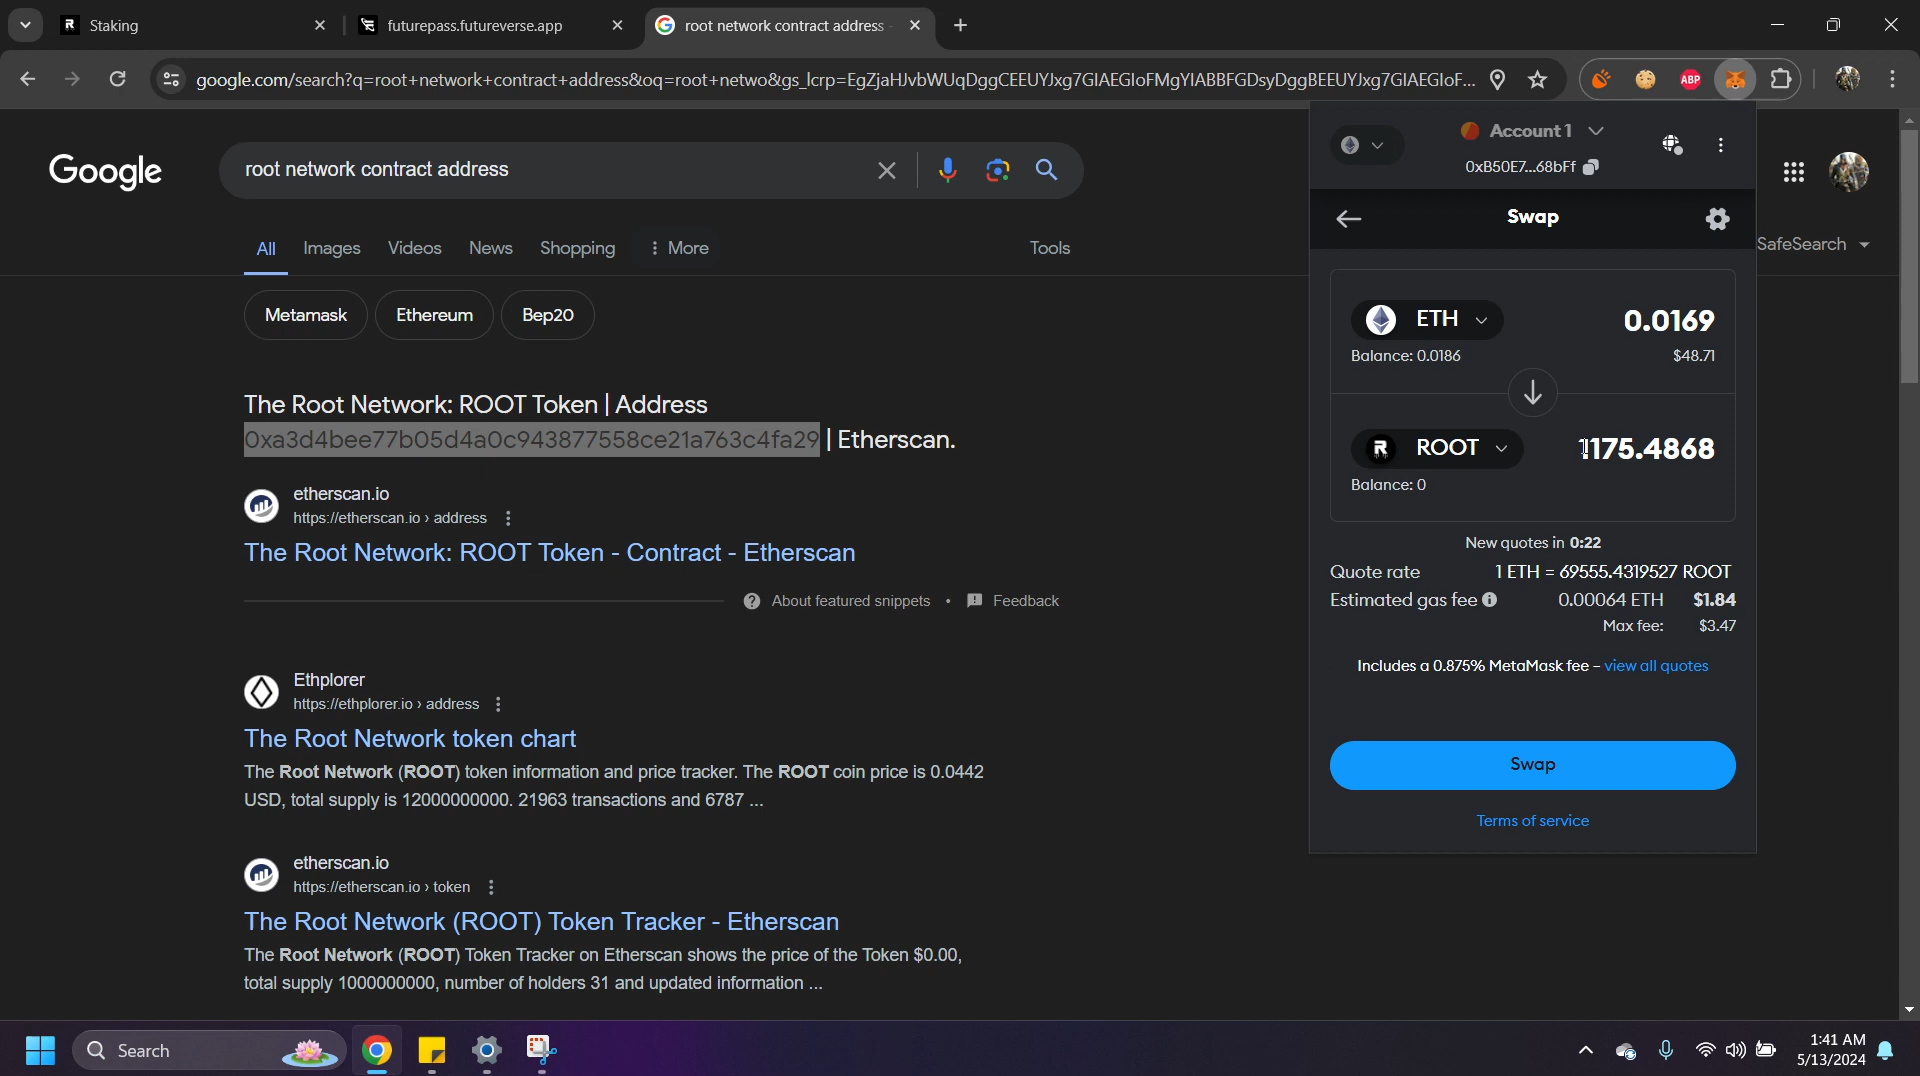 Staking
futurepass.futureverse.app
root network contract address
google.com/search?q=root+network+contract+address&oq=root+netwo&gs_lcrp=EgZjaHJvbWUqDggCEEUYJxg7GIAEGIoFMgYIABBFGDsyDggBEEUYJxg7GIAEGIoF...
ABP
Google
root network contract address
SafeSearch
All
Images
Videos
News
Shopping
More
Tools
Metamask
Ethereum
Bep20
The Root Network: ROOT Token | Address
0xa3d4bee77b05d4a0c943877558ce21a763c4fa29 | Etherscan.
etherscan.io
https://etherscan.io › address
The Root Network: ROOT Token - Contract - Etherscan
About featured snippets
•
Feedback
Ethplorer
https://ethplorer.io › address
The Root Network token chart
The Root Network (ROOT) token information and price tracker. The ROOT coin price is 0.0442
USD, total supply is 12000000000. 21963 transactions and 6787 ...
etherscan.io
https://etherscan.io › token
The Root Network (ROOT) Token Tracker - Etherscan
The Root Network (ROOT) Token Tracker on Etherscan shows the price of the Token $0.00,
total supply 1000000000, number of holders 31 and updated information ...
Account 1
0xB50E7...68bFf
Swap
ETH
0.0169
Balance: 0.0186
$48.71
ROOT
1175.4868
Balance: 0
New quotes in 0:22
Quote rate
1 ETH = 69555.4319527 ROOT
Estimated gas fee
0.00064 ETH
$1.84
Max fee:
$3.47
Includes a 0.875% MetaMask fee – view all quotes
Swap
Terms of service
Search
1:41 AM
5/13/2024